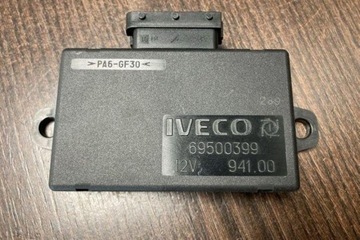 >PA6-GF30<
IVECO
69500399
12V, 941.00